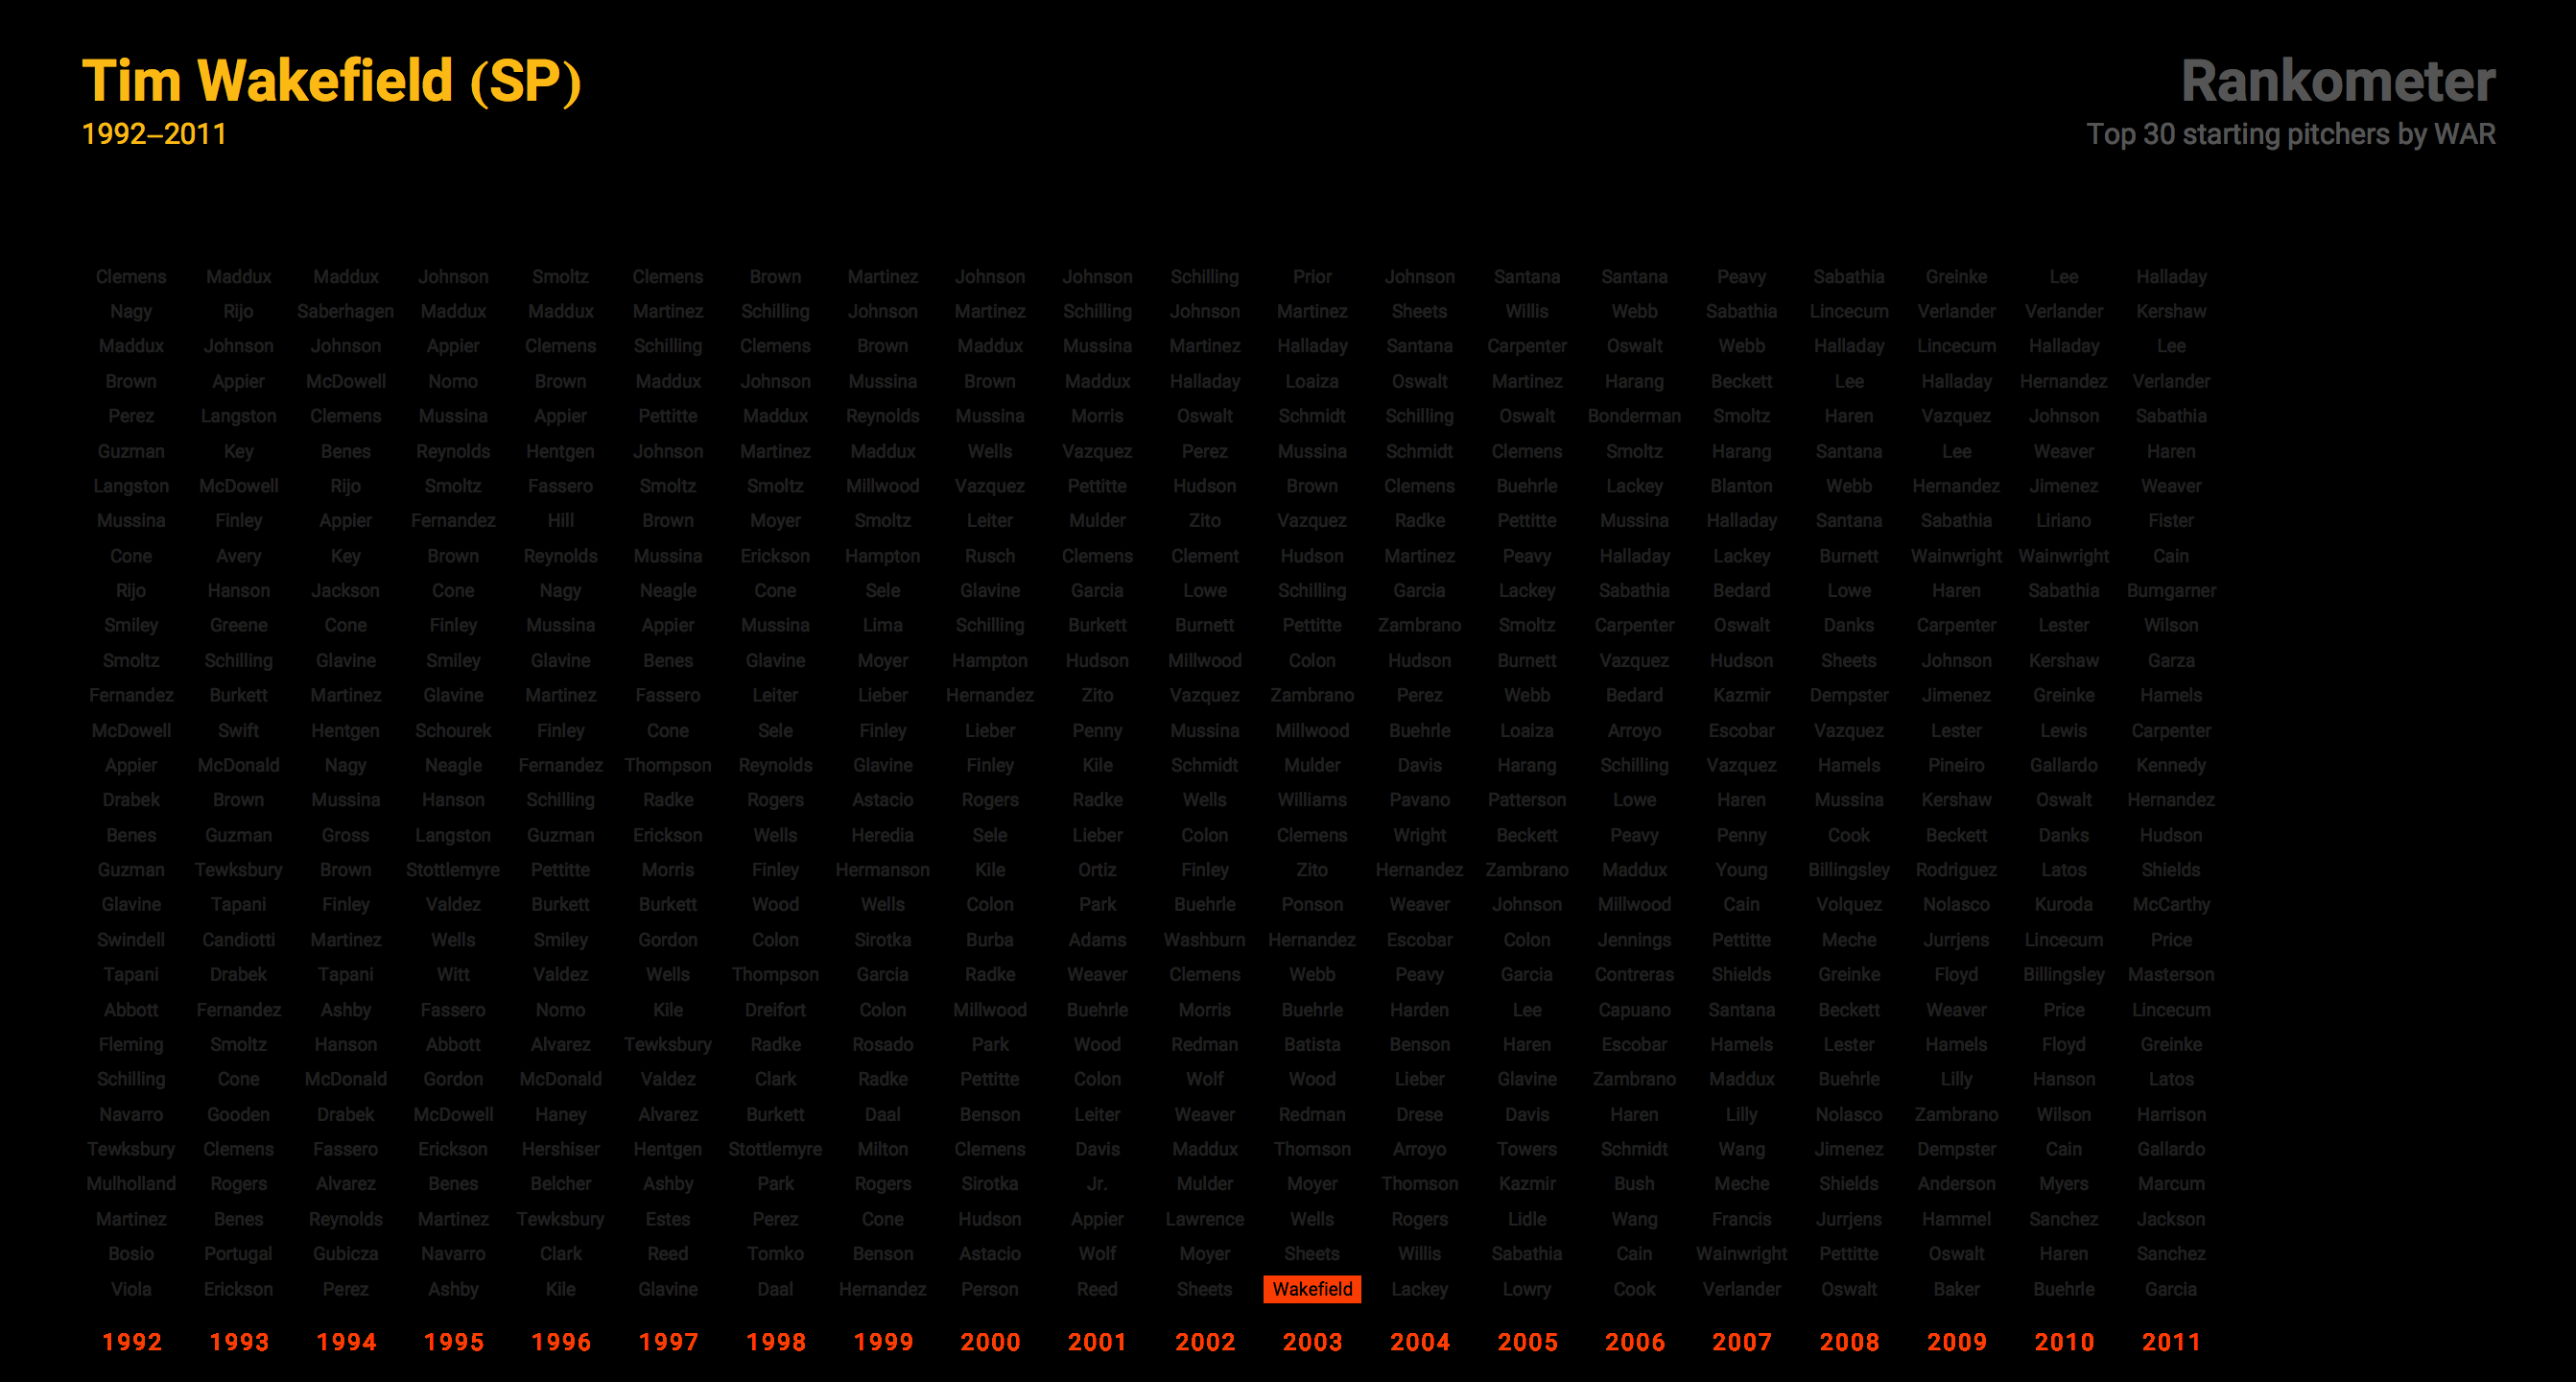 Tim Wakefield (SP)
1992–2011
Rankometer
Top 30 starting pitchers by WAR
Clemens Maddux Maddux Johnson Smoltz Clemens Brown Martinez Johnson Johnson Schilling Prior Johnson Santana Santana Peavy Sabathia Greinke Lee Halladay
Nagy Rijo Saberhagen Maddux Maddux Martinez Schilling Johnson Martinez Schilling Johnson Martinez Sheets Willis Webb Sabathia Lincecum Verlander Verlander Kershaw
Maddux Johnson Johnson Appier Clemens Schilling Clemens Brown Maddux Mussina Martinez Halladay Santana Carpenter Oswalt Webb Halladay Lincecum Halladay Lee
Brown Appier McDowell Nomo Brown Maddux Johnson Mussina Brown Maddux Halladay Loaiza Oswalt Martinez Harang Beckett Lee Halladay Hernandez Verlander
Perez Langston Clemens Mussina Appier Pettitte Maddux Reynolds Mussina Morris Oswalt Schmidt Schilling Oswalt Bonderman Smoltz Haren Vazquez Johnson Sabathia
Guzman Key Benes Reynolds Hentgen Johnson Martinez Maddux Wells Vazquez Perez Mussina Schmidt Clemens Smoltz Harang Santana Lee Weaver Haren
Langston McDowell Rijo Smoltz Fassero Smoltz Smoltz Millwood Vazquez Pettitte Hudson Brown Clemens Buehrle Lackey Blanton Webb Hernandez Jimenez Weaver
Mussina Finley Appier Fernandez Hill Brown Moyer Smoltz Leiter Mulder Zito Vazquez Radke Pettitte Mussina Halladay Santana Sabathia Liriano Fister
Cone Avery Key Brown Reynolds Mussina Erickson Hampton Rusch Clemens Clement Hudson Martinez Peavy Halladay Lackey Burnett Wainwright Wainwright Cain
Rijo Hanson Jackson Cone Nagy Neagle Cone Sele Glavine Garcia Lowe Schilling Garcia Lackey Sabathia Bedard Lowe Haren Sabathia Bumgarner
Smiley Greene Cone Finley Mussina Appier Mussina Lima Schilling Burkett Burnett Pettitte Zambrano Smoltz Carpenter Oswalt Danks Carpenter Lester Wilson
Smoltz Schilling Glavine Smiley Glavine Benes Glavine Moyer Hampton Hudson Millwood Colon Hudson Burnett Vazquez Hudson Sheets Johnson Kershaw Garza
Fernandez Burkett Martinez Glavine Martinez Fassero Leiter Lieber Hernandez Zito Vazquez Zambrano Perez Webb Bedard Kazmir Dempster Jimenez Greinke Hamels
McDowell Swift Hentgen Schourek Finley Cone Sele Finley Lieber Penny Mussina Millwood Buehrle Loaiza Arroyo Escobar Vazquez Lester Lewis Carpenter
Appier McDonald Nagy Neagle Fernandez Thompson Reynolds Glavine Finley Kile Schmidt Mulder Davis Harang Schilling Vazquez Hamels Pineiro Gallardo Kennedy
Drabek Brown Mussina Hanson Schilling Radke Rogers Astacio Rogers Radke Wells Williams Pavano Patterson Lowe Haren Mussina Kershaw Oswalt Hernandez
Benes Guzman Gross Langston Guzman Erickson Wells Heredia Sele Lieber Colon Clemens Wright Beckett Peavy Penny Cook Beckett Danks Hudson
Guzman Tewksbury Brown Stottlemyre Pettitte Morris Finley Hermanson Kile Ortiz Finley Zito Hernandez Zambrano Maddux Young Billingsley Rodriguez Latos Shields
Glavine Tapani Finley Valdez Burkett Burkett Wood Wells Colon Park Buehrle Ponson Weaver Johnson Millwood Cain Volquez Nolasco Kuroda McCarthy
Swindell Candiotti Martinez Wells Smiley Gordon Colon Sirotka Burba Adams Washburn Hernandez Escobar Colon Jennings Pettitte Meche Jurrjens Lincecum Price
Tapani Drabek Tapani Witt Valdez Wells Thompson Garcia Radke Weaver Clemens Webb Peavy Garcia Contreras Shields Greinke Floyd Billingsley Masterson
Abbott Fernandez Ashby Fassero Nomo Kile Dreifort Colon Millwood Buehrle Morris Buehrle Harden Lee Capuano Santana Beckett Weaver Price Lincecum
Fleming Smoltz Hanson Abbott Alvarez Tewksbury Radke Rosado Park Wood Redman Batista Benson Haren Escobar Hamels Lester Hamels Floyd Greinke
Schilling Cone McDonald Gordon McDonald Valdez Clark Radke Pettitte Colon Wolf Wood Lieber Glavine Zambrano Maddux Buehrle Lilly Hanson Latos
Navarro Gooden Drabek McDowell Haney Alvarez Burkett Daal Benson Leiter Weaver Redman Drese Davis Haren Lilly Nolasco Zambrano Wilson Harrison
Tewksbury Clemens Fassero Erickson Hershiser Hentgen Stottlemyre Milton Clemens Davis Maddux Thomson Arroyo Towers Schmidt Wang Jimenez Dempster Cain Gallardo
Mulholland Rogers Alvarez Benes Belcher Ashby Park Rogers Sirotka Jr. Mulder Moyer Thomson Kazmir Bush Meche Shields Anderson Myers Marcum
Martinez Benes Reynolds Martinez Tewksbury Estes Perez Cone Hudson Appier Lawrence Wells Rogers Lidle Wang Francis Jurrjens Hammel Sanchez Jackson
Bosio Portugal Gubicza Navarro Clark Reed Tomko Benson Astacio Wolf Moyer Sheets Willis Sabathia Cain Wainwright Pettitte Oswalt Haren Sanchez
Viola Erickson Perez Ashby Kile Glavine Daal Hernandez Person Reed Sheets Wakefield Lackey Lowry Cook Verlander Oswalt Baker Buehrle Garcia
1992 1993 1994 1995 1996 1997 1998 1999 2000 2001 2002 2003 2004 2005 2006 2007 2008 2009 2010 2011